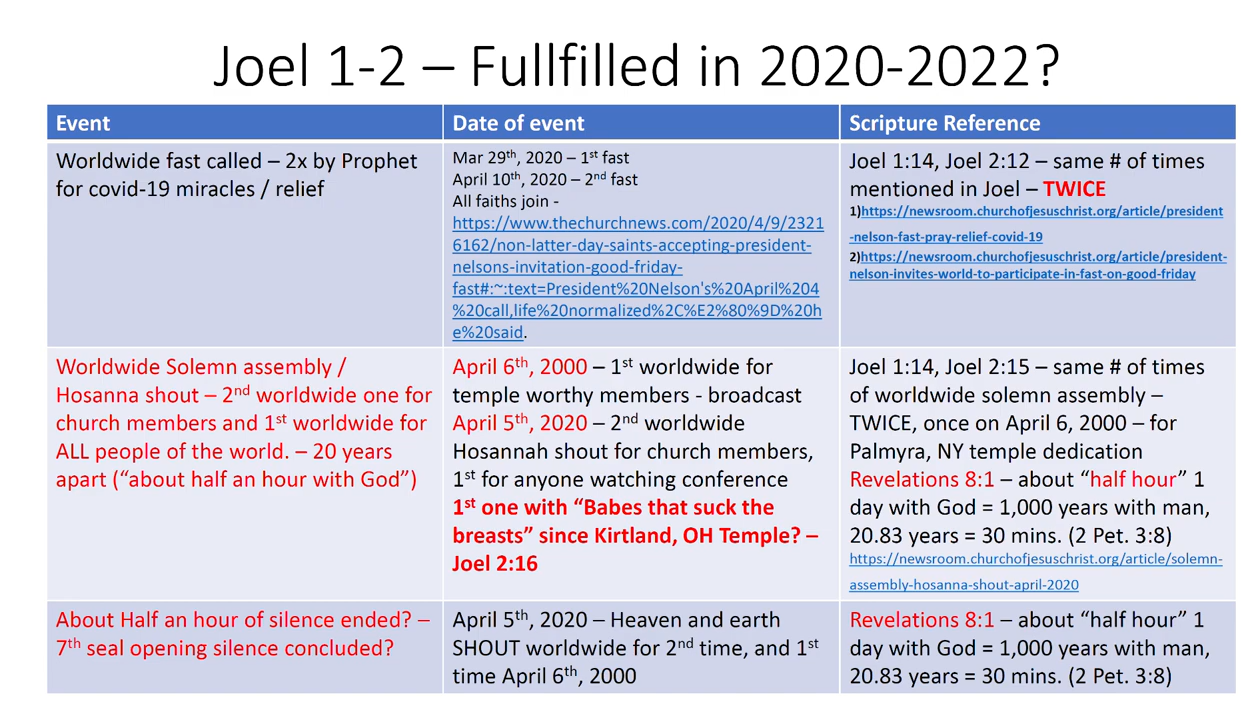 Joel 1-2 – Fullfilled in 2020-2022?
Event
Date of event
Scripture Reference
Worldwide fast called – 2x by Prophet
for covid-19 miracles / relief
Mar 29th, 2020 – 1st fast
April 10th, 2020 – 2nd fast
All faiths join -
https://www.thechurchnews.com/2020/4/9/2321
6162/non-latter-day-saints-accepting-president-
nelsons-invitation-good-friday-
fast#:~:text=President%20Nelson's%20April%204
%20call,life%20normalized%2C%E2%80%9D%20h
e%20said.
Joel 1:14, Joel 2:12 – same # of times
mentioned in Joel – TWICE
1)https://newsroom.churchofjesuschrist.org/article/president
-nelson-fast-pray-relief-covid-19
2)https://newsroom.churchofjesuschrist.org/article/president-
nelson-invites-world-to-participate-in-fast-on-good-friday
Worldwide Solemn assembly /
Hosanna shout – 2nd worldwide one for
church members and 1st worldwide for
ALL people of the world. – 20 years
apart (“about half an hour with God”)
April 6th, 2000 – 1st worldwide for
temple worthy members - broadcast
April 5th, 2020 – 2nd worldwide
Hosannah shout for church members,
1st for anyone watching conference
1st one with “Babes that suck the
breasts” since Kirtland, OH Temple? –
Joel 2:16
Joel 1:14, Joel 2:15 – same # of times
of worldwide solemn assembly –
TWICE, once on April 6, 2000 – for
Palmyra, NY temple dedication
Revelations 8:1 – about “half hour” 1
day with God = 1,000 years with man,
20.83 years = 30 mins. (2 Pet. 3:8)
https://newsroom.churchofjesuschrist.org/article/solemn-
assembly-hosanna-shout-april-2020
About Half an hour of silence ended? –
7th seal opening silence concluded?
April 5th, 2020 – Heaven and earth
SHOUT worldwide for 2nd time, and 1st
time April 6th, 2000
Revelations 8:1 – about “half hour” 1
day with God = 1,000 years with man,
20.83 years = 30 mins. (2 Pet. 3:8)